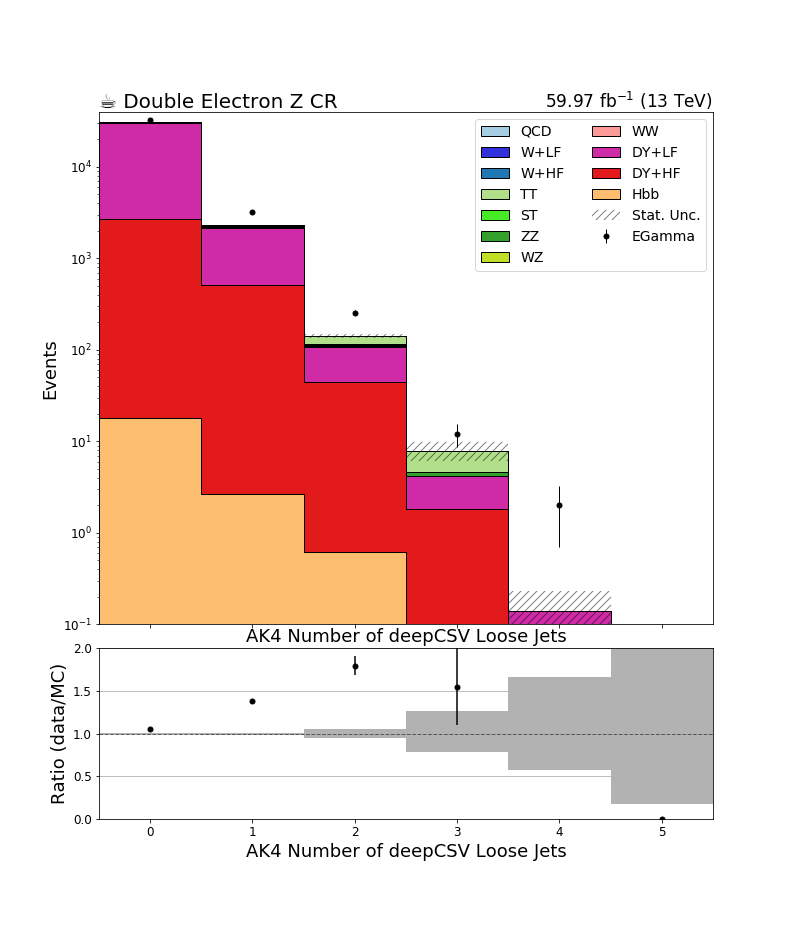 ☕ Double Electron Z CR
59.97 fb⁻¹ (13 TeV)
QCD
W+LF
W+HF
TT
ST
ZZ
WZ
WW
DY+LF
DY+HF
Hbb
Stat. Unc.
EGamma
Events
10⁴
10³
10²
10¹
10⁰
10⁻¹
AK4 Number of deepCSV Loose Jets
Ratio (data/MC)
2.0
1.5
1.0
0.5
0.0
0 1 2 3 4 5
AK4 Number of deepCSV Loose Jets